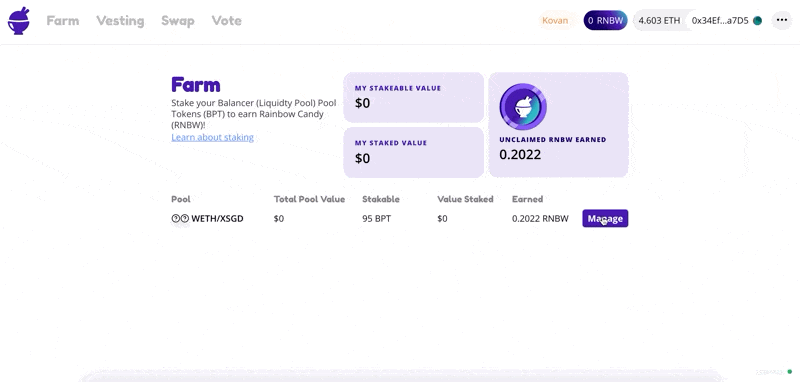 Farm Vesting Swap Vote
Kovan
0 RNBW
4.603 ETH
0x34Ef...a7D5
Farm
Stake your Balancer (Liquidty Pool) Pool
Tokens (BPT) to earn Rainbow Candy
(RNBW)!
Learn about staking
MY STAKEABLE VALUE
$0
MY STAKED VALUE
$0
UNCLAIMED RNBW EARNED
0.2022
Pool Total Pool Value Stakable Value Staked Earned
WETH/XSGD $0 95 BPT $0 0.2022 RNBW Manage